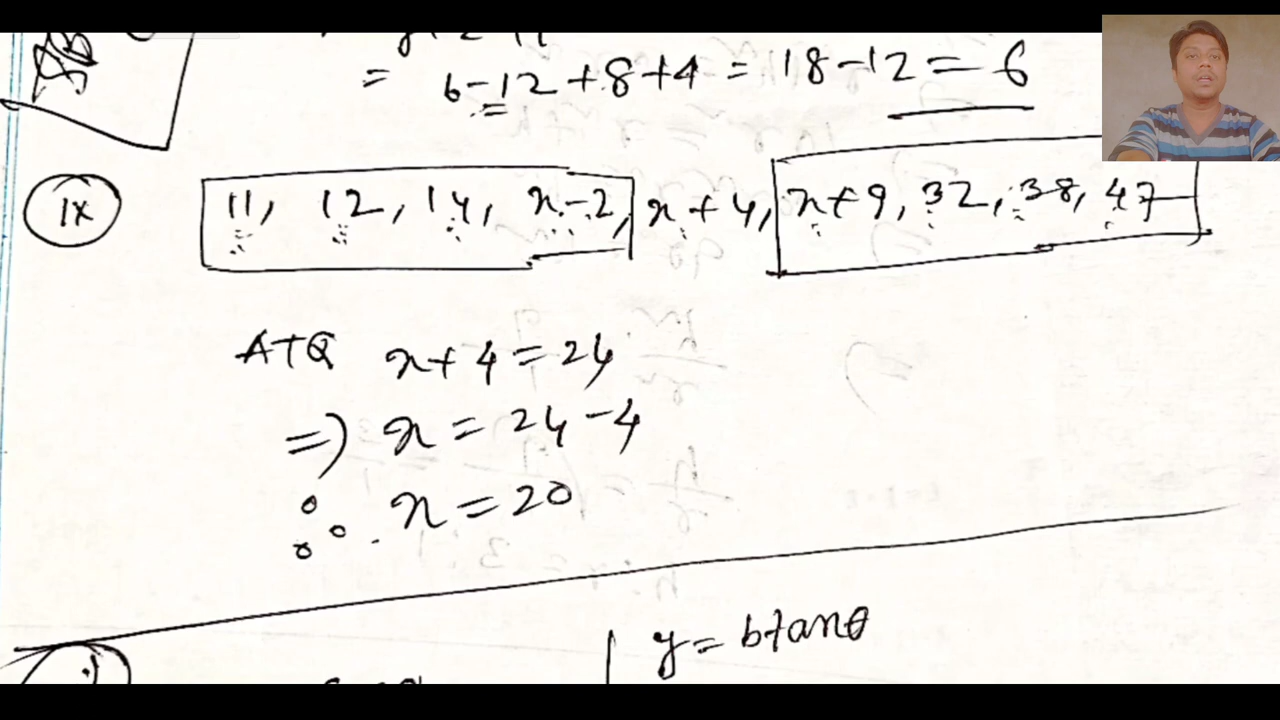 = 6-12+8+4 = 18-12 = 6
ix
11, 12, 14, x-2, x+4, x+9, 32, 38, 47
ATQ x+4=24
=) x = 24-4
∴ x = 20
y = btanθ